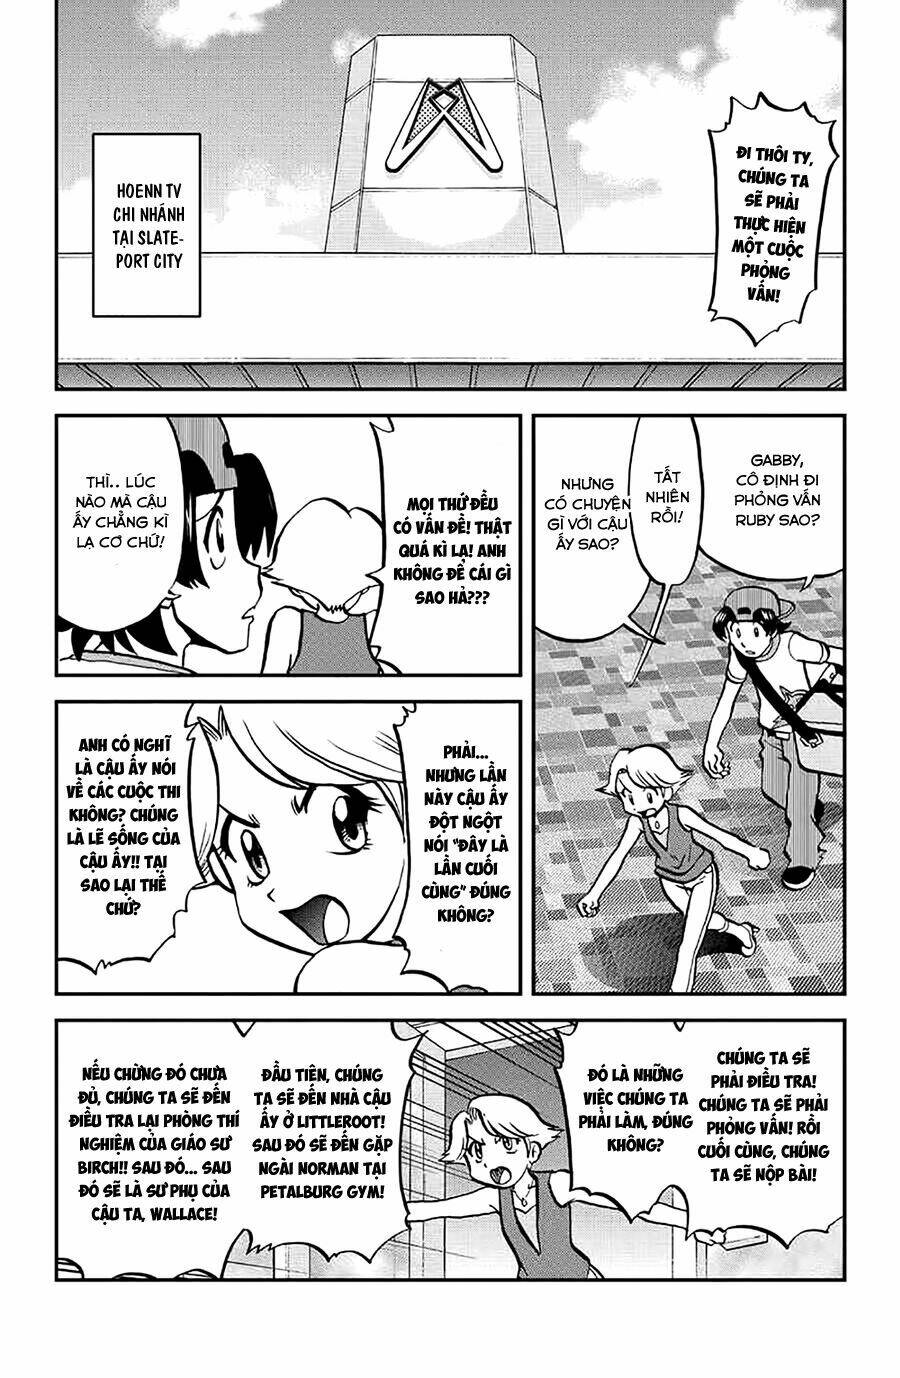 ĐI THÔI TY,
CHÚNG TA
SẼ PHẢI
THỰC HIỆN
MỘT CUỘC
PHỎNG
VẤN!
HOENN TV
CHI NHÁNH
TẠI SLATE-
PORT CITY
GABBY,
CÔ ĐỊNH ĐI
PHỎNG VẤN
RUBY SAO?
TẤT
NHIÊN
RỒI!
NHƯNG
CÓ CHUYỆN
GÌ VỚI CẬU
ẤY SAO?
MỌI THỨ ĐỀU
CÓ VẤN ĐỀ! THẬT
QUÁ KÌ LẠ! ANH
KHÔNG ĐỂ CÁI GÌ
SAO HẢ???
THÌ.. LÚC
NÀO MÀ CẬU
ẤY CHẲNG KÌ
LẠ CƠ CHỨ!
PHẢI...
NHƯNG LẦN
NÀY CẬU ẤY
ĐỘT NGỘT
NÓI "ĐÂY LÀ
LẦN CUỐI
CÙNG" ĐÚNG
KHÔNG?
ANH CÓ NGHĨ
LÀ CẬU ẤY NÓI
VỀ CÁC CUỘC THI
KHÔNG? CHÚNG
LÀ LẼ SỐNG CỦA
CẬU ẤY!! TẠI
SAO LẠI THẾ
CHỨ?
CHÚNG TA SẼ
PHẢI ĐIỀU TRA!
CHÚNG TA SẼ PHẢI
PHỎNG VẤN! RỒI
CUỐI CÙNG, CHÚNG
TA SẼ NỘP BÀI!
ĐÓ LÀ NHỮNG
VIỆC CHÚNG TA
PHẢI LÀM, ĐÚNG
KHÔNG?
ĐẦU TIÊN, CHÚNG
TA SẼ ĐẾN NHÀ CẬU
ẤY Ở LITTLEROOT!
SAU ĐÓ SẼ ĐẾN GẶP
NGÀI NORMAN TẠI
PETALBURG GYM!
NẾU CHỪNG ĐÓ CHƯA
ĐỦ, CHÚNG TA SẼ ĐẾN
ĐIỀU TRA LẠI PHÒNG THÍ
NGHIỆM CỦA GIÁO SƯ
BIRCH!! SAU ĐÓ... SAU
ĐÓ SẼ LÀ SƯ PHỤ CỦA
CẬU TA, WALLACE!